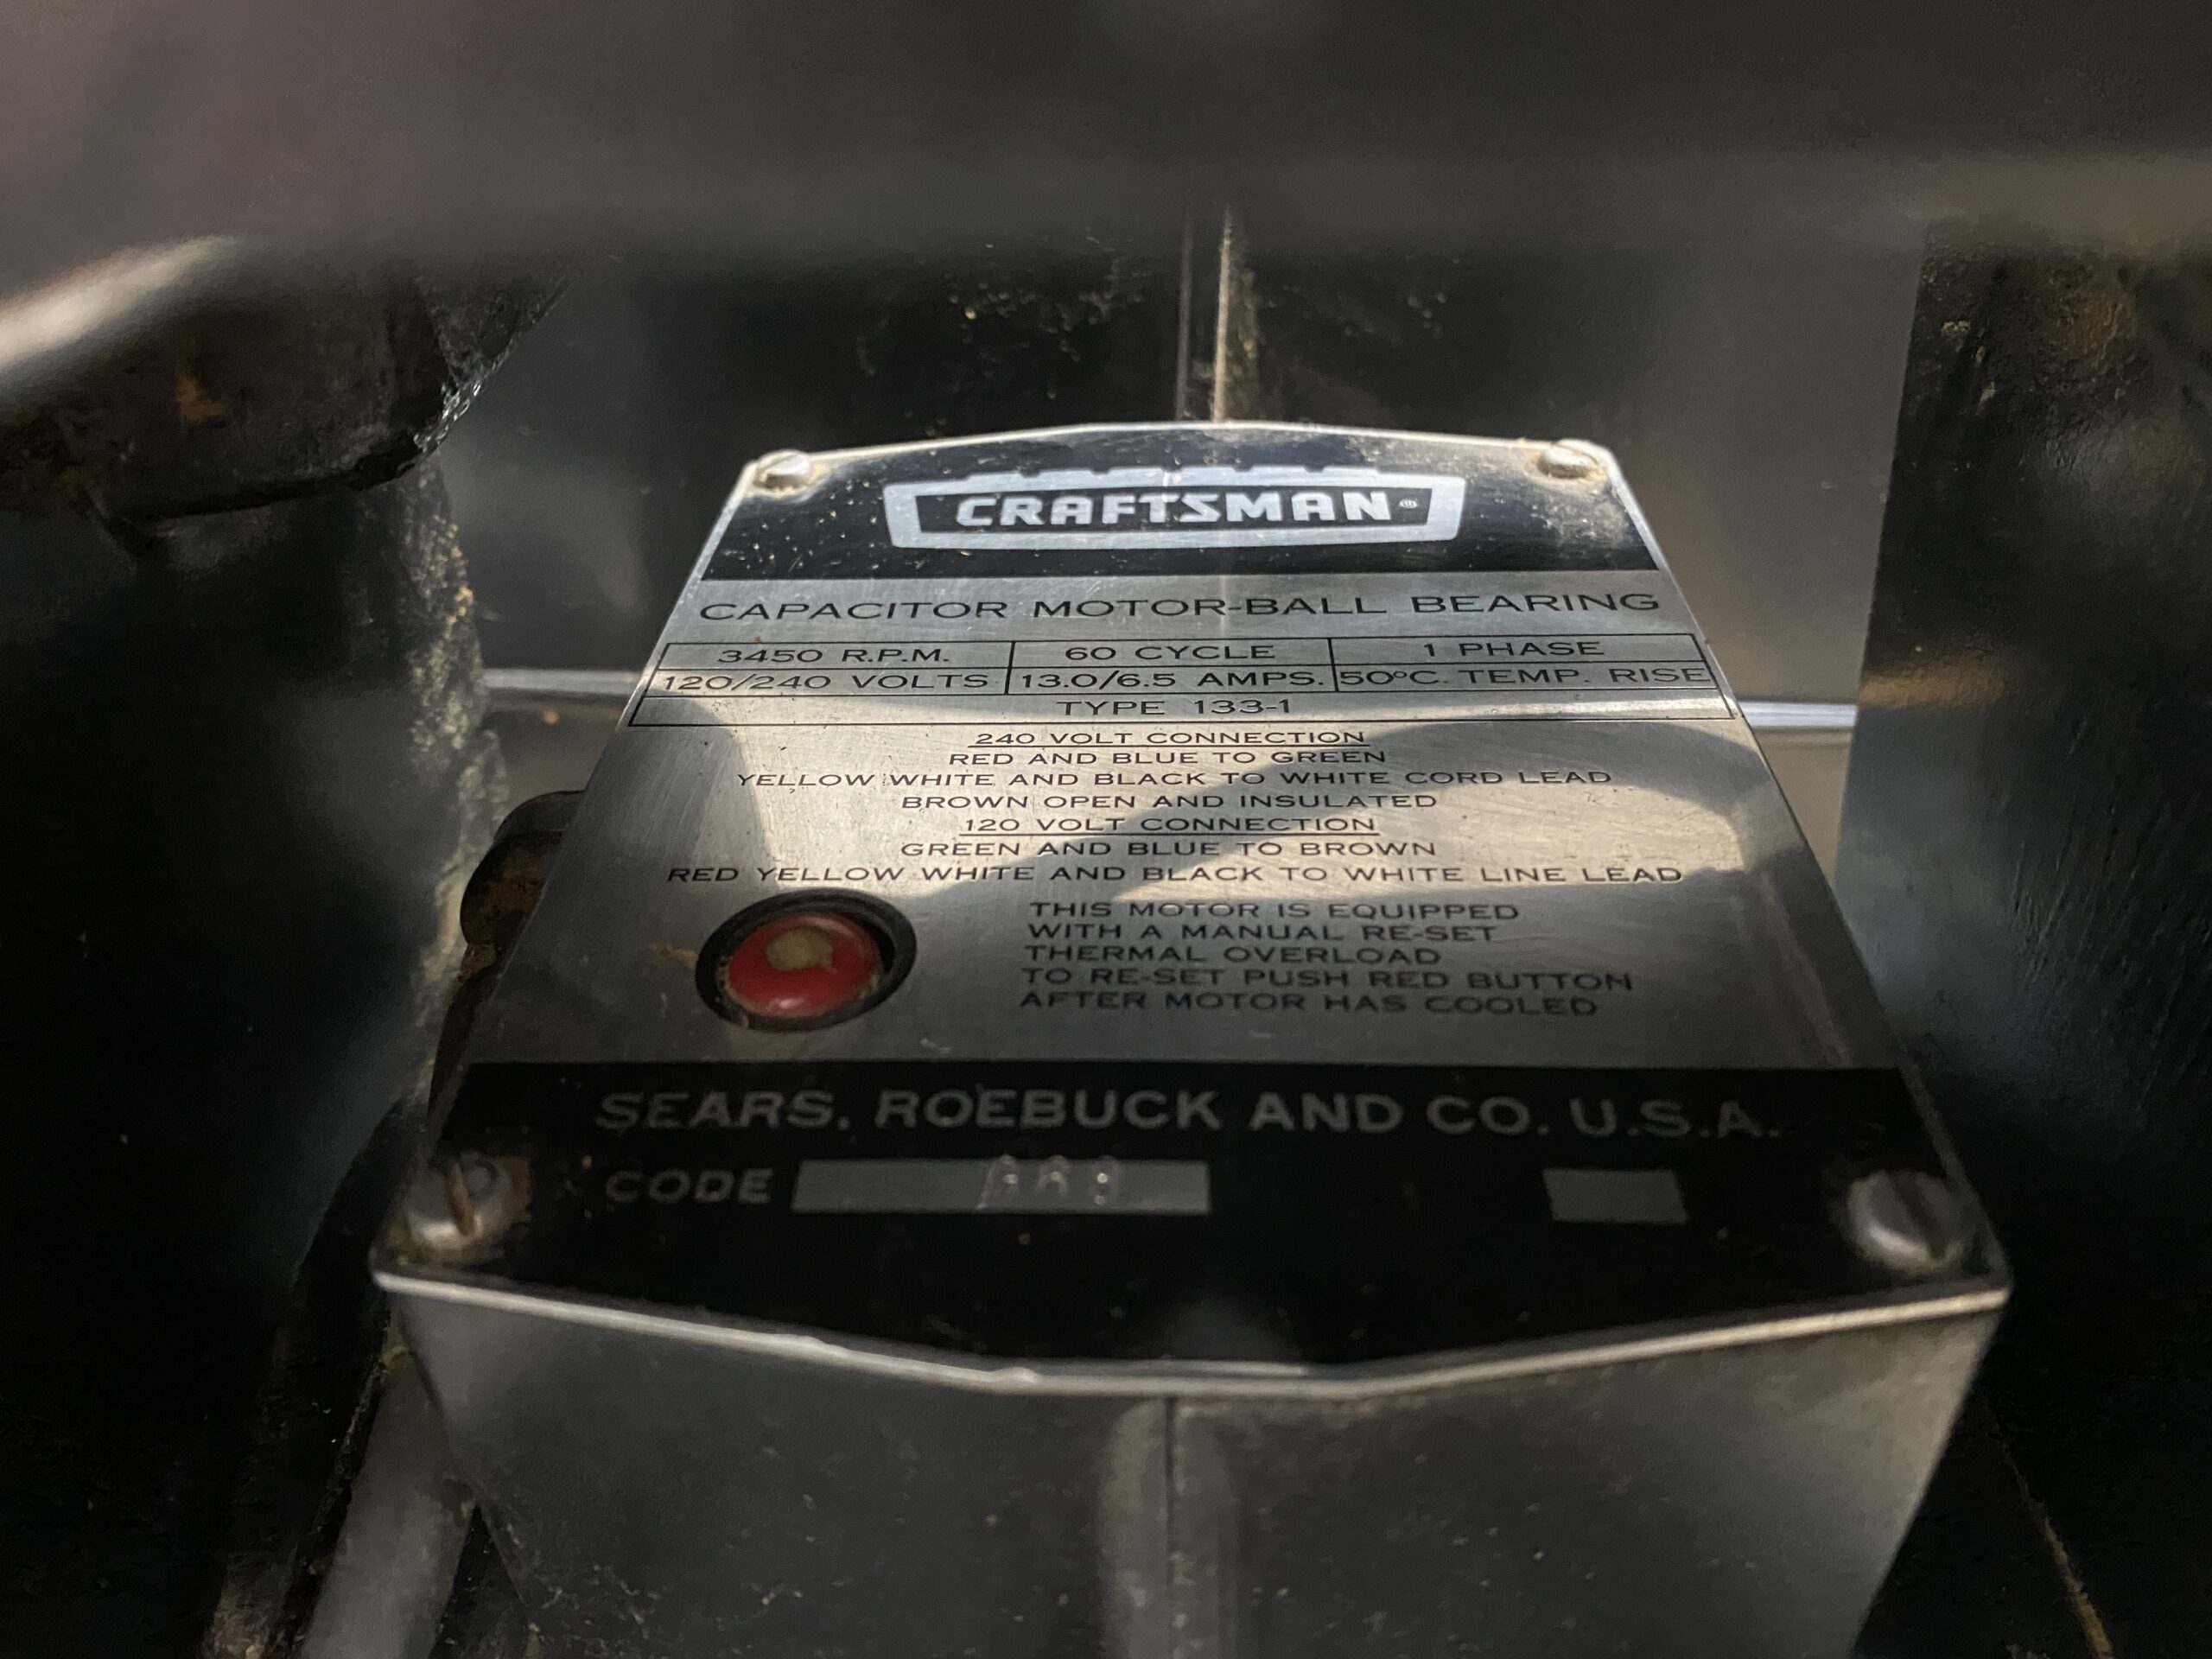 CRAFTSMAN®
CAPACITOR MOTOR-BALL BEARING
3450 R.P.M. 60 CYCLE 1 PHASE
120/240 VOLTS 13.0/6.5 AMPS. 50°C. TEMP. RISE
TYPE 133-1
240 VOLT CONNECTION
RED AND BLUE TO GREEN
YELLOW WHITE AND BLACK TO WHITE CORD LEAD
BROWN OPEN AND INSULATED
120 VOLT CONNECTION
GREEN AND BLUE TO BROWN
RED YELLOW WHITE AND BLACK TO WHITE LINE LEAD
THIS MOTOR IS EQUIPPED
WITH A MANUAL RE-SET
THERMAL OVERLOAD
TO RE-SET PUSH RED BUTTON
AFTER MOTOR HAS COOLED
SEARS, ROEBUCK AND CO. U.S.A.
CODE